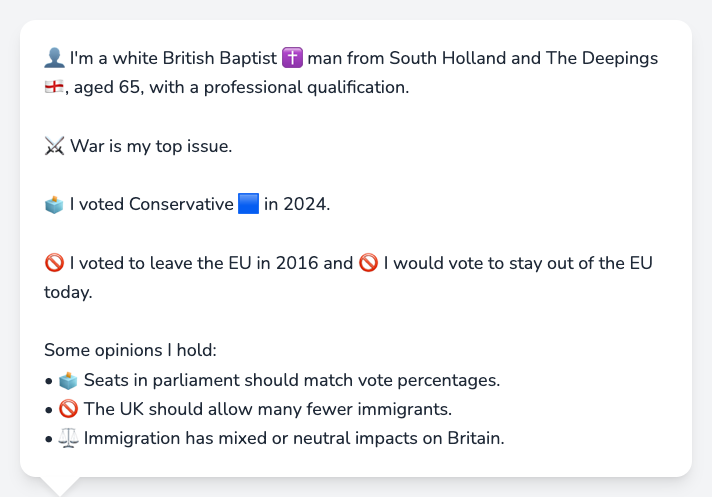 👤 I'm a white British Baptist ✝️ man from South Holland and The Deepings
🏴󠁧󠁢󠁥󠁮󠁧󠁿, aged 65, with a professional qualification.
⚔️ War is my top issue.
🗳️ I voted Conservative 🟦 in 2024.
🚫 I voted to leave the EU in 2016 and 🚫 I would vote to stay out of the EU
today.
Some opinions I hold:
• 🗳️ Seats in parliament should match vote percentages.
• 🚫 The UK should allow many fewer immigrants.
• ⚖️ Immigration has mixed or neutral impacts on Britain.